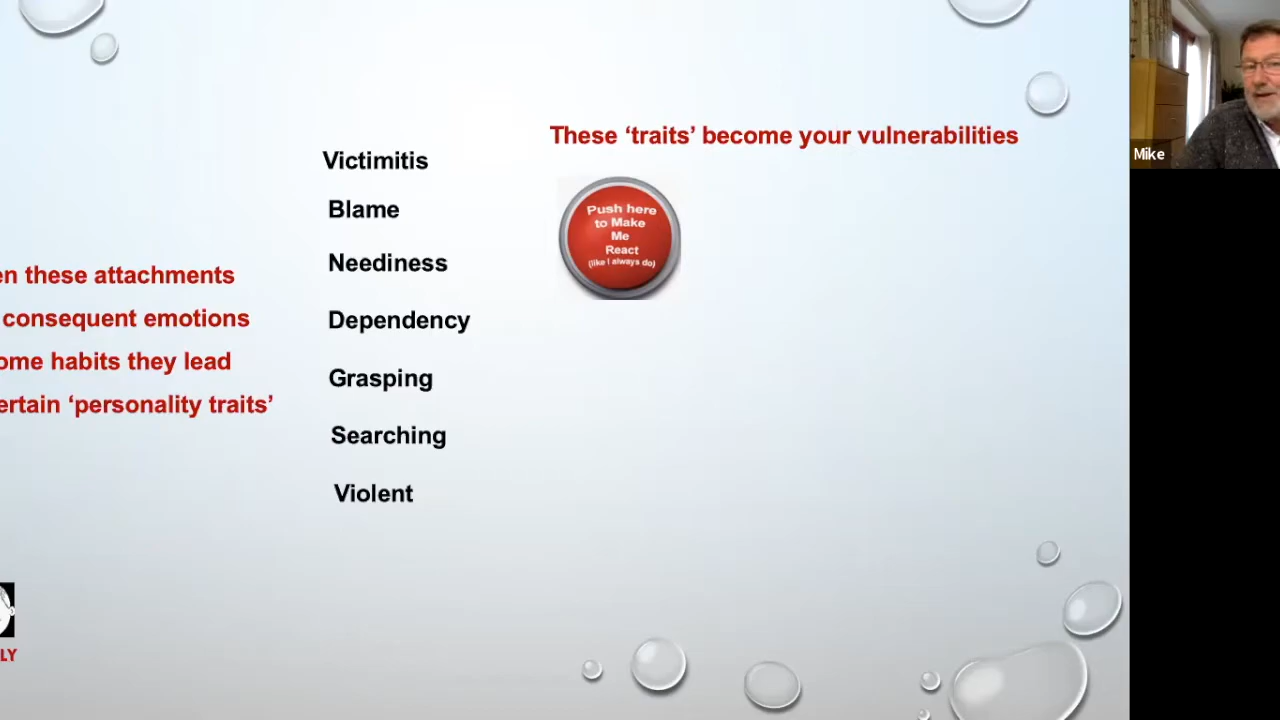 en these attachments
consequent emotions
ome habits they lead
ertain ‘personality traits’
LY
Victimitis
Blame
Neediness
Dependency
Grasping
Searching
Violent
These ‘traits’ become your vulnerabilities
Push here
to Make
Me
React
(like I always do)
Mike